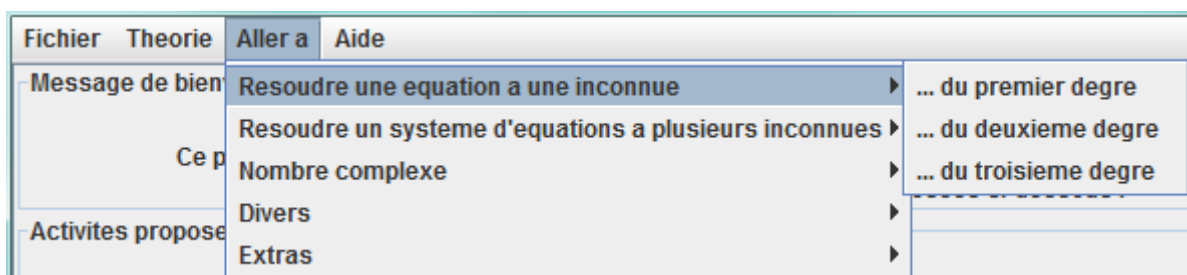 Fichier Theorie Aller a Aide
Message de bien
Resoudre une equation a une inconnue
... du premier degre
Resoudre un systeme d'equations a plusieurs inconnues
... du deuxieme degre
Ce p
Nombre complexe
... du troisieme degre
Divers
Activites propose
Extras